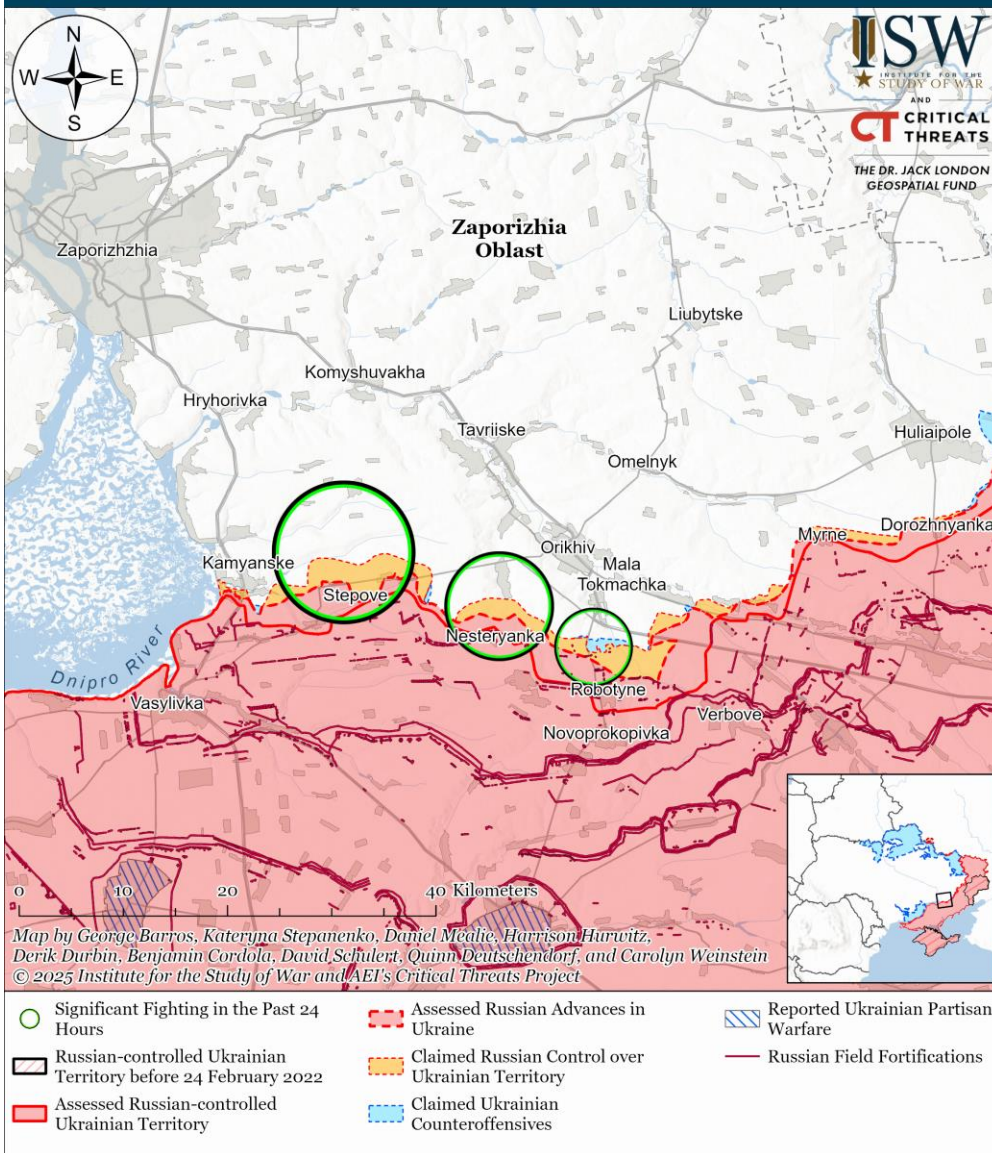 N
W
E
S
ISW
INSTITUTE FOR THE
STUDY OF WAR
AND
CT CRITICAL
THREATS
THE DR. JACK LONDON
GEOSPATIAL FUND
Zaporizhia
Oblast
Zaporizhzhia
Liubytske
Komyshuvakha
Hryhorivka
Tavriiske
Huliaipole
Omelnyk
Dorozhnyanka
Myrne
Orikhiv
Kamyanske
Mala
Tokmachka
Stepove
Nesteryanka
Dnipro River
Robotyne
Vasylivka
Verbove
Novoprokopivka
0
10
20
40 Kilometers
Map by George Barros, Kateryna Stepanenko, Daniel Mealie, Harrison Hurwitz,
Derik Durbin, Benjamin Cordola, David Schulert, Quinn Deutschendorf, and Carolyn Weinstein
© 2025 Institute for the Study of War and AEI's Critical Threats Project
Significant Fighting in the Past 24
Hours
Russian-controlled Ukrainian
Territory before 24 February 2022
Assessed Russian-controlled
Ukrainian Territory
Assessed Russian Advances in
Ukraine
Claimed Russian Control over
Ukrainian Territory
Claimed Ukrainian
Counteroffensives
Reported Ukrainian Partisan
Warfare
Russian Field Fortifications